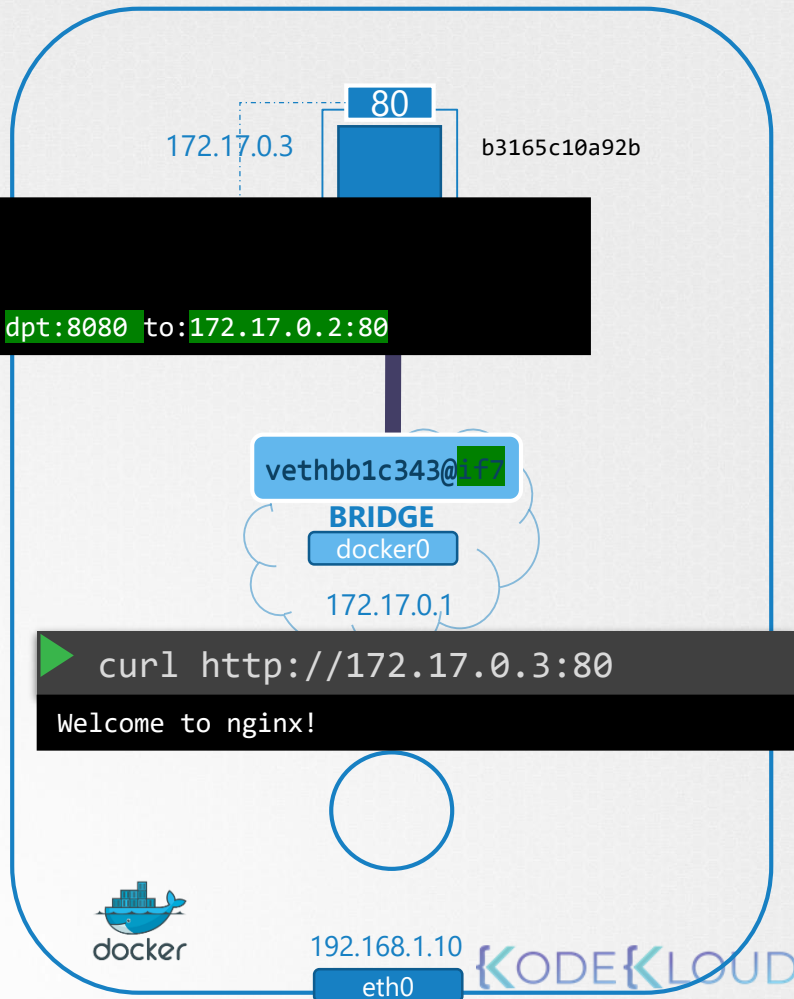 80
172.17.0.3
b3165c10a92b
dpt:8080 to:172.17.0.2:80
vethbb1c343@if7
BRIDGE
docker0
172.17.0.1
curl http://172.17.0.3:80
Welcome to nginx!
docker
192.168.1.10
eth0
KODEKLOUD